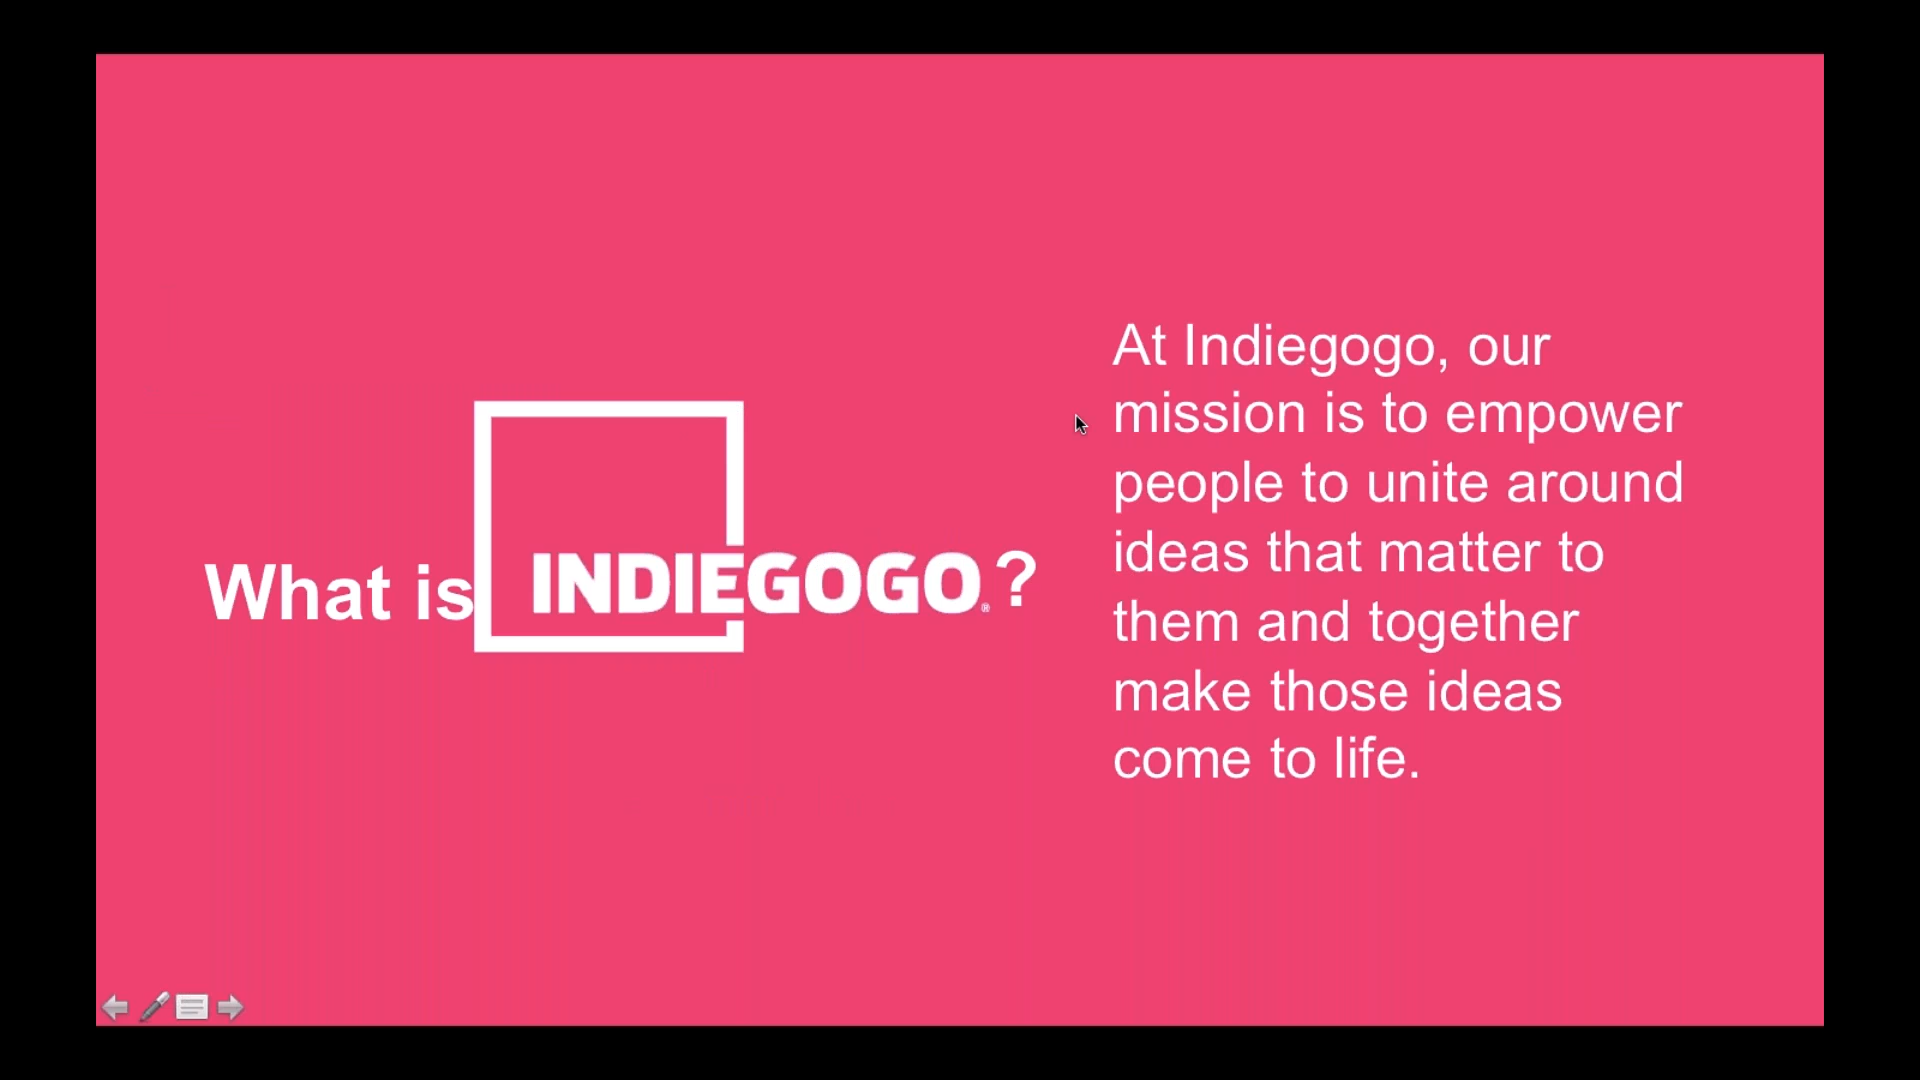 What is INDIEGOGO®?
At Indiegogo, our
mission is to empower
people to unite around
ideas that matter to
them and together
make those ideas
come to life.